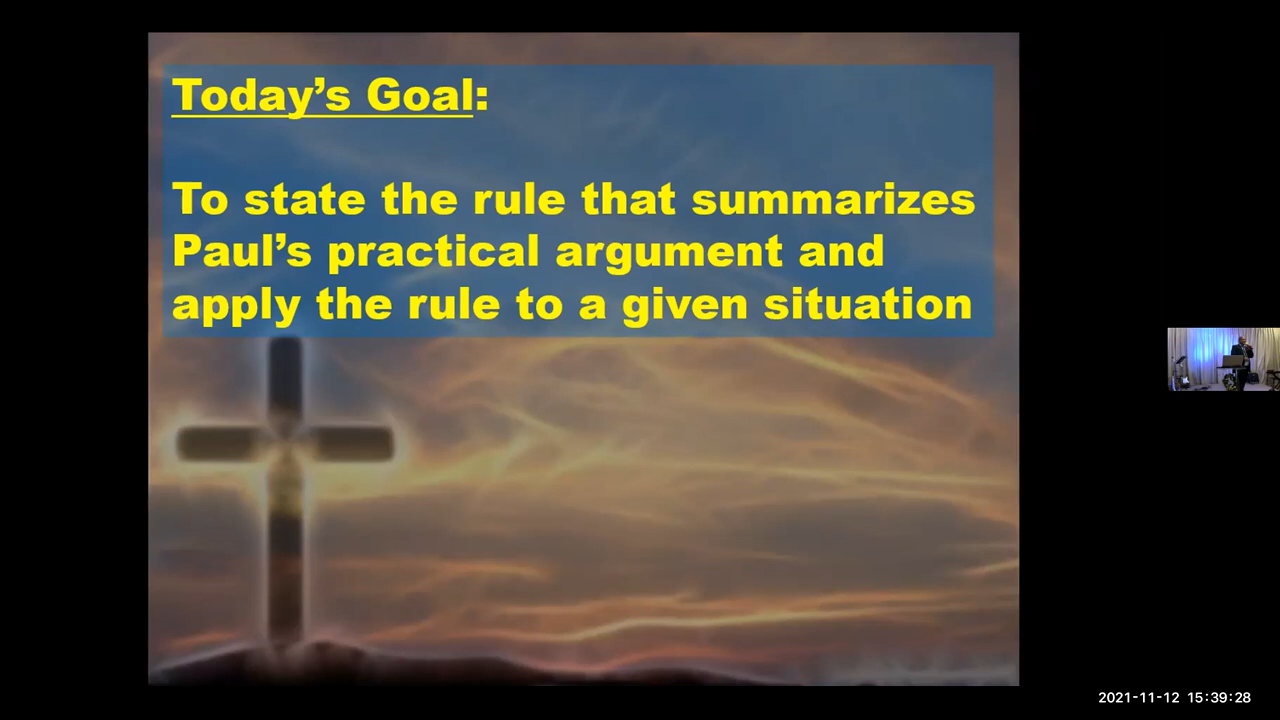 Today’s Goal:
To state the rule that summarizes
Paul’s practical argument and
apply the rule to a given situation
2021-11-12 15:39:28